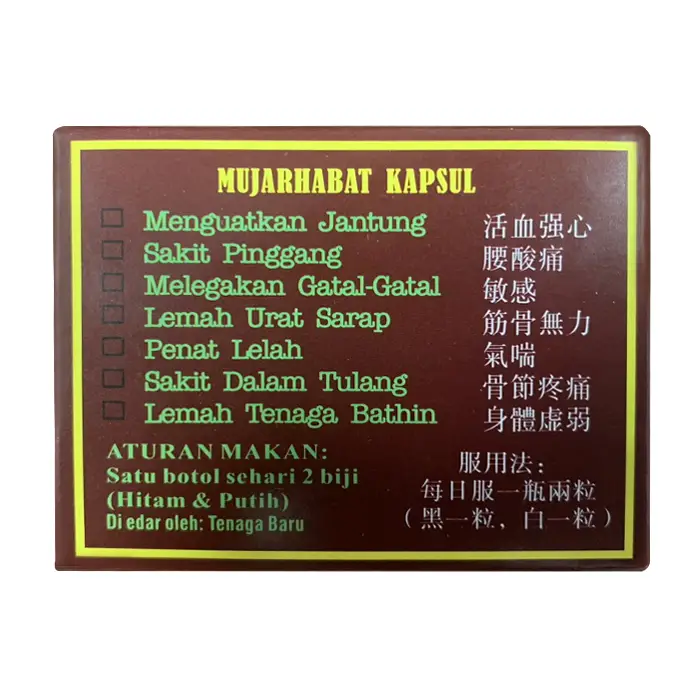 MUJARHABAT KAPSUL
Menguatkan Jantung 活血强心
Sakit Pinggang 腰酸痛
Melegakan Gatal-Gatal 敏感
Lemah Urat Sarap 筋骨無力
Penat Lelah 氣喘
Sakit Dalam Tulang 骨節疼痛
Lemah Tenaga Bathin 身體虛弱
ATURAN MAKAN:
Satu botol sehari 2 biji
(Hitam & Putih)
Di edar oleh: Tenaga Baru
服用法：
每日服一瓶兩粒
（黑一粒，白一粒）